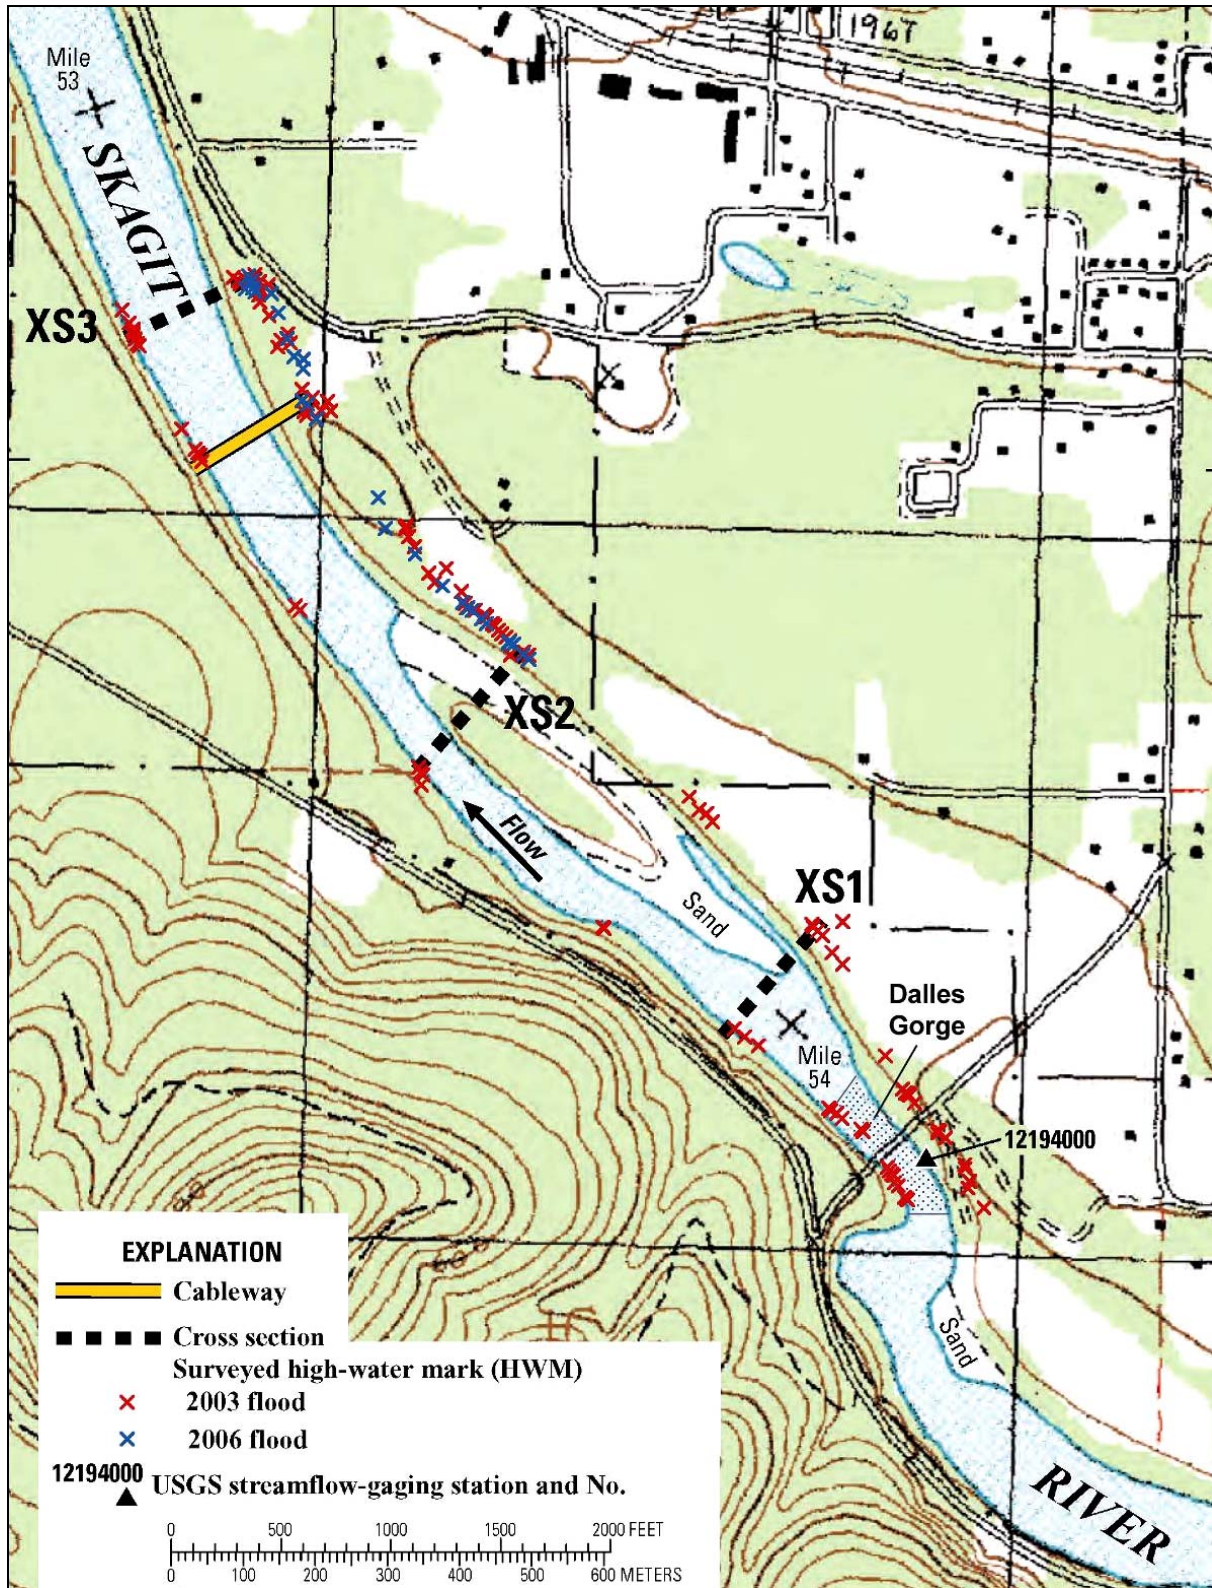 1967
Mile
53
SKAGIT
XS3
XS2
Flow
XS1
Sand
Dalles
Gorge
Mile
54
12194000
Sand
RIVER
EXPLANATION
Cableway
Cross section
Surveyed high-water mark (HWM)
2003 flood
2006 flood
12194000 USGS streamflow-gaging station and No.
0 500 1000 1500 2000 FEET
0 100 200 300 400 500 600 METERS